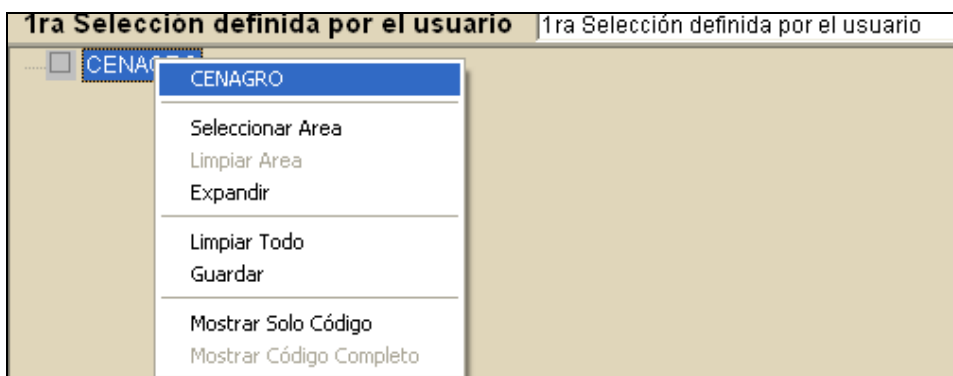 1ra Selección definida por el usuario 1ra Selección definida por el usuario
CENAGRO
Seleccionar Area
Limpiar Area
Expandir
Limpiar Todo
Guardar
Mostrar Solo Código
Mostrar Código Completo